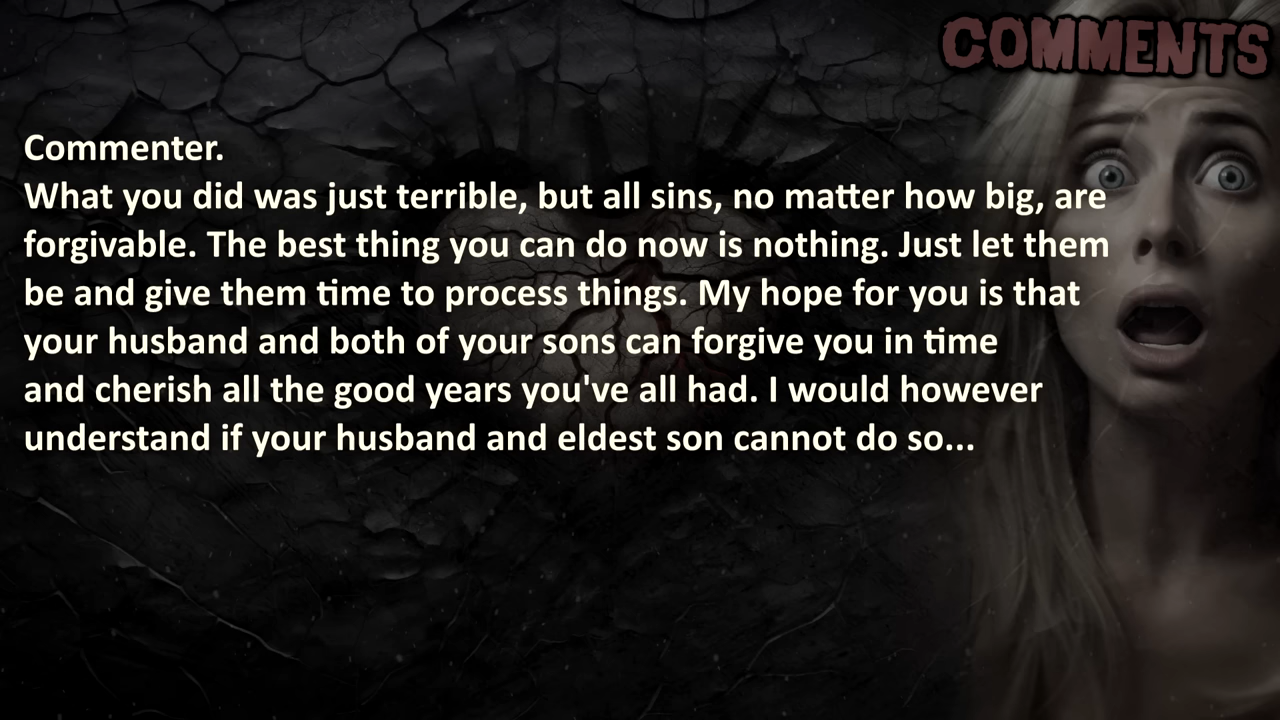 COMMENTS
Commenter.
What you did was just terrible, but all sins, no matter how big, are
forgivable. The best thing you can do now is nothing. Just let them
be and give them time to process things. My hope for you is that
your husband and both of your sons can forgive you in time
and cherish all the good years you've all had. I would however
understand if your husband and eldest son cannot do so...